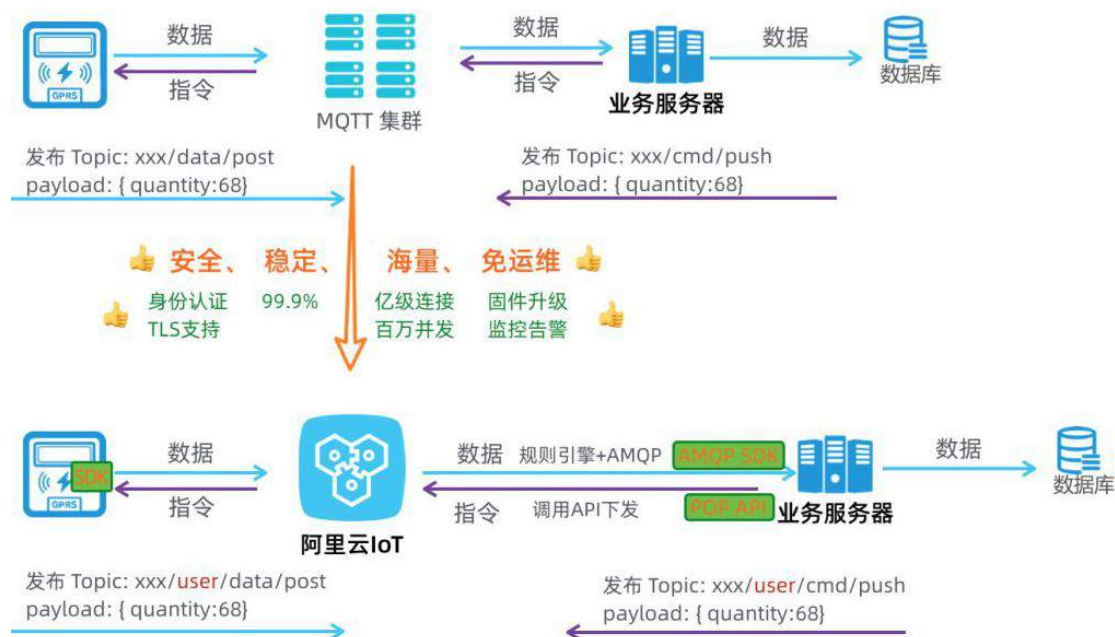 数据
指令
GPRS
MQTT 集群
数据
指令
业务服务器
数据
数据库
发布 Topic: xxx/data/post
payload: { quantity:68}
发布 Topic: xxx/cmd/push
payload: { quantity:68}
安全、 稳定、 海量、 免运维
身份认证 99.9% 亿级连接 固件升级
TLS支持 百万并发 监控告警
SDK
GPRS
数据
指令
阿里云IoT
数据 规则引擎+AMQP AMQP SDK
指令 调用API下发 POP API
业务服务器
数据
数据库
发布 Topic: xxx/user/data/post
payload: { quantity:68}
发布 Topic: xxx/user/cmd/push
payload: { quantity:68}